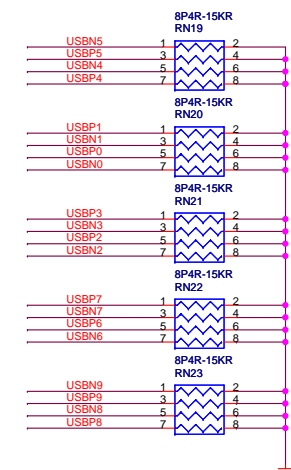 8P4R-15KR
RN19
USBN5 1 2
USBP5 3 4
USBN4 5 6
USBP4 7 8
8P4R-15KR
RN20
USBP1 1 2
USBN1 3 4
USBP0 5 6
USBN0 7 8
8P4R-15KR
RN21
USBP3 1 2
USBN3 3 4
USBP2 5 6
USBN2 7 8
8P4R-15KR
RN22
USBP7 1 2
USBN7 3 4
USBP6 5 6
USBN6 7 8
8P4R-15KR
RN23
USBN9 1 2
USBP9 3 4
USBN8 5 6
USBP8 7 8